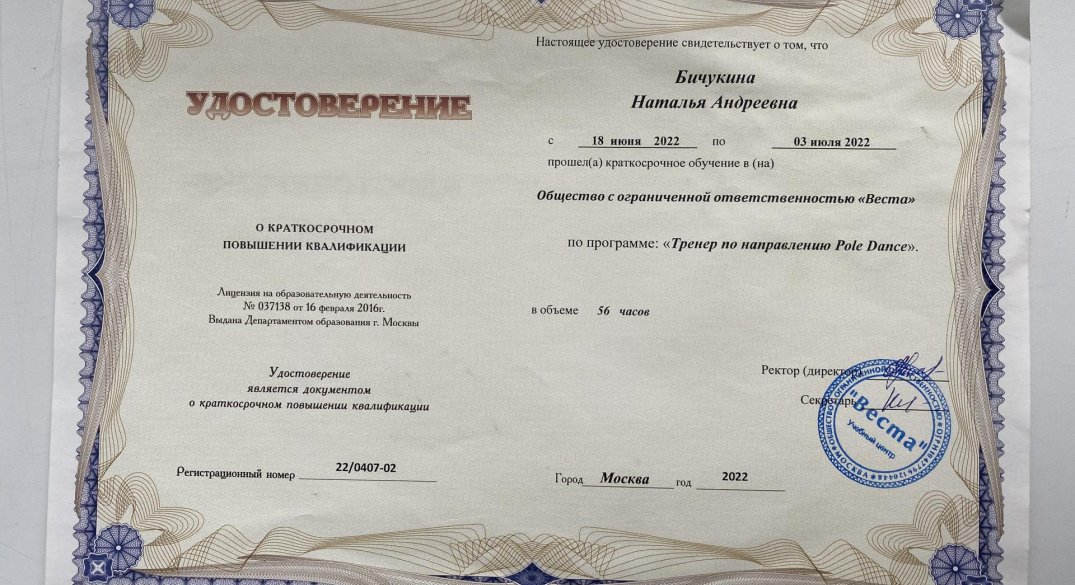 УДОСТОВЕРЕНИЕ
О КРАТКОСРОЧНОМ
ПОВЫШЕНИИ КВАЛИФИКАЦИИ
Лицензия на образовательную деятельность
№ 037138 от 16 февраля 2016г.
Выдана Департаментом образования г. Москвы
Удостоверение
является документом
о краткосрочном повышении квалификации
Регистрационный номер 22/0407-02
Настоящее удостоверение свидетельствует о том, что
Бичукина
Наталья Андреевна
с 18 июня 2022 по 03 июля 2022
прошел(а) краткосрочное обучение в (на)
Общество с ограниченной ответственностью «Веста»
по программе: «Тренер по направлению Pole Dance».
в объеме 56 часов
Ректор (директор)
Секретарь
"Веста"
Учебный центр
ОБЩЕСТВО С ОГРАНИЧЕННОЙ ОТВЕТСТВЕННОСТЬЮ
МОСКВА
Город Москва год 2022